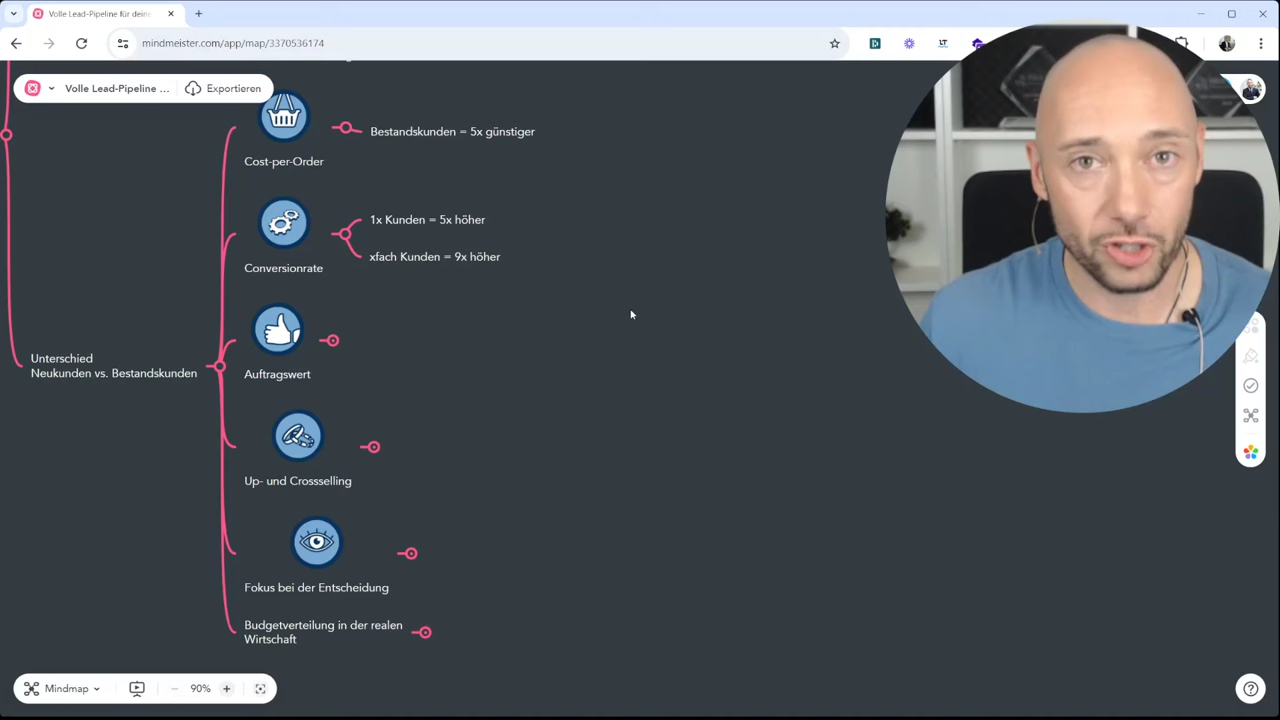 Volle Lead-Pipeline für deine
mindmeister.com/app/map/3370536174
LT
Volle Lead-Pipeline ...
Exportieren
Bestandskunden = 5x günstiger
Cost-per-Order
1x Kunden = 5x höher
xfach Kunden = 9x höher
Conversionrate
Unterschied
Neukunden vs. Bestandskunden
Auftragswert
Up- und Crossselling
Fokus bei der Entscheidung
Budgetverteilung in der realen
Wirtschaft
Mindmap
90%